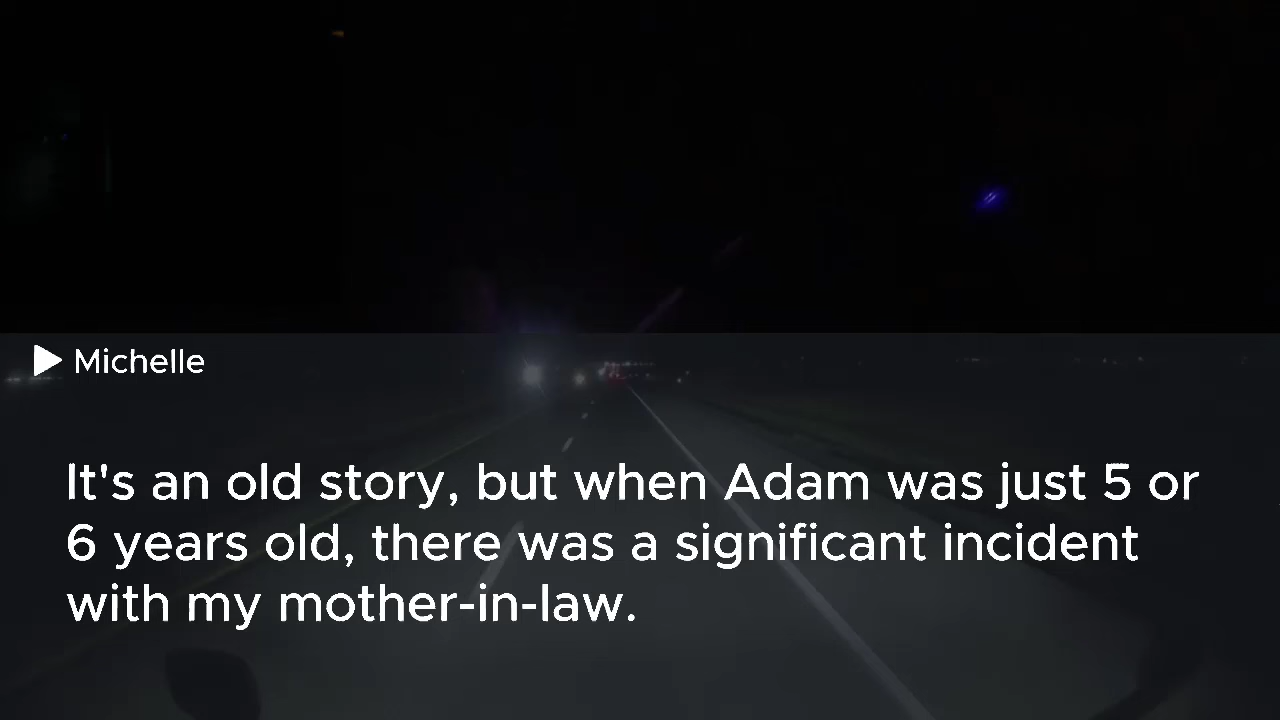 Michelle
It's an old story, but when Adam was just 5 or
6 years old, there was a significant incident
with my mother-in-law.